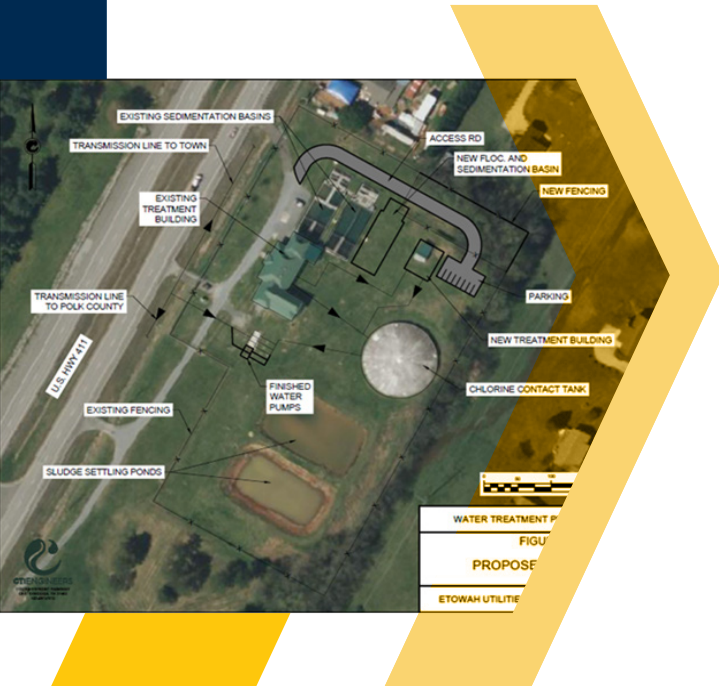 EXISTING SEDIMENTATION BASINS
TRANSMISSION LINE TO TOWN
ACCESS RD
NEW FLOC. AND
SEDIMENTATION BASIN
NEW FENCING
EXISTING
TREATMENT
BUILDING
TRANSMISSION LINE
TO POLK COUNTY
PARKING
NEW TREATMENT BUILDING
U.S. HWY 411
CHLORINE CONTACT TANK
FINISHED
WATER
PUMPS
EXISTING FENCING
SLUDGE SETTLING PONDS
WATER TREATMENT
FIGU
PROPOSE
ETOWAH UTILITIE